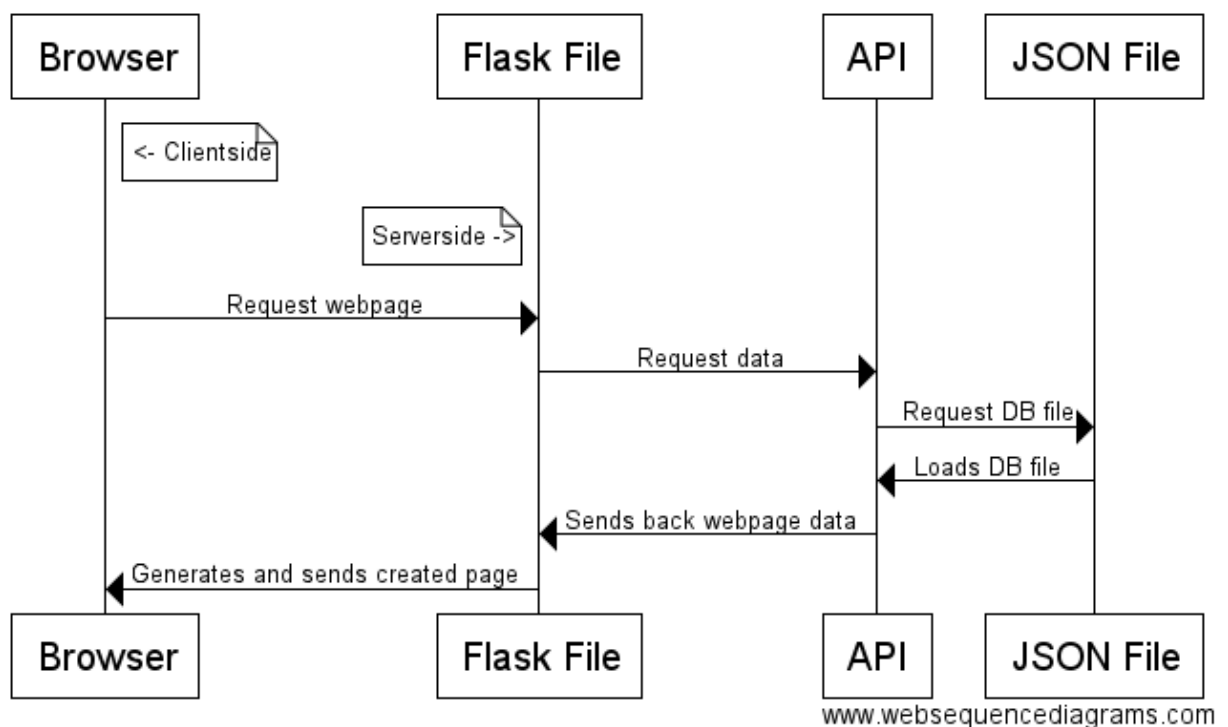 Browser
Flask File
API
JSON File
<- Clientside
Serverside ->
Request webpage
Request data
Request DB file
Loads DB file
Sends back webpage data
Generates and sends created page
Browser
Flask File
API
JSON File
www.websequencediagrams.com